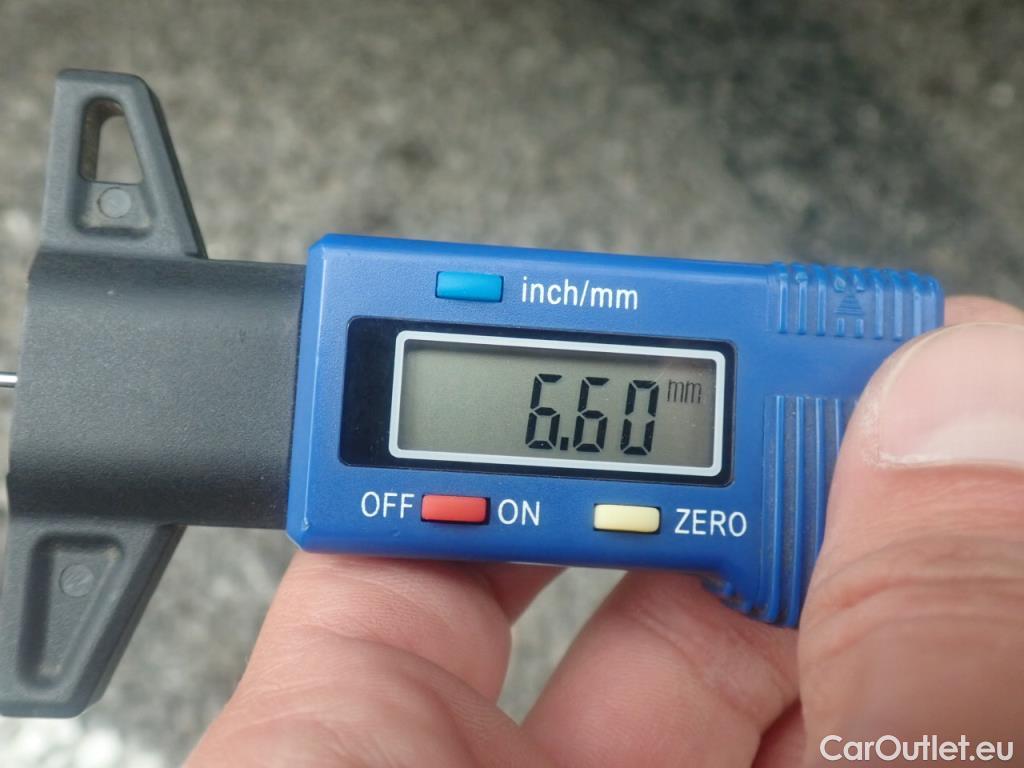 inch/mm
6.60 mm
OFF ON ZERO
CarOutlet.eu